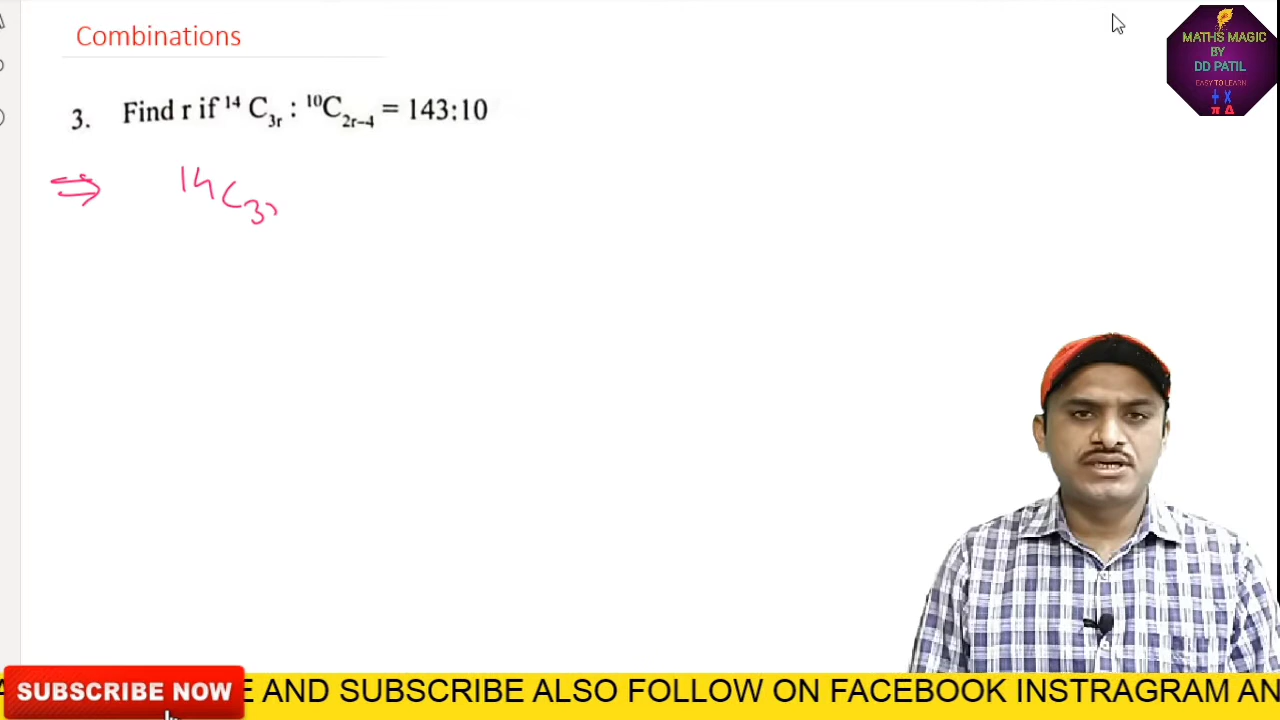 Combinations
MATHS MAGIC
BY
DD PATIL
EASY TO LEARN
+ X
π Δ
3. Find r if ¹⁴C₃ᵣ : ¹⁰C₂ᵣ₋₄ = 143:10
⇒ ¹⁴C₃
SUBSCRIBE NOW
E AND SUBSCRIBE ALSO FOLLOW ON FACEBOOK INSTRAGRAM AN